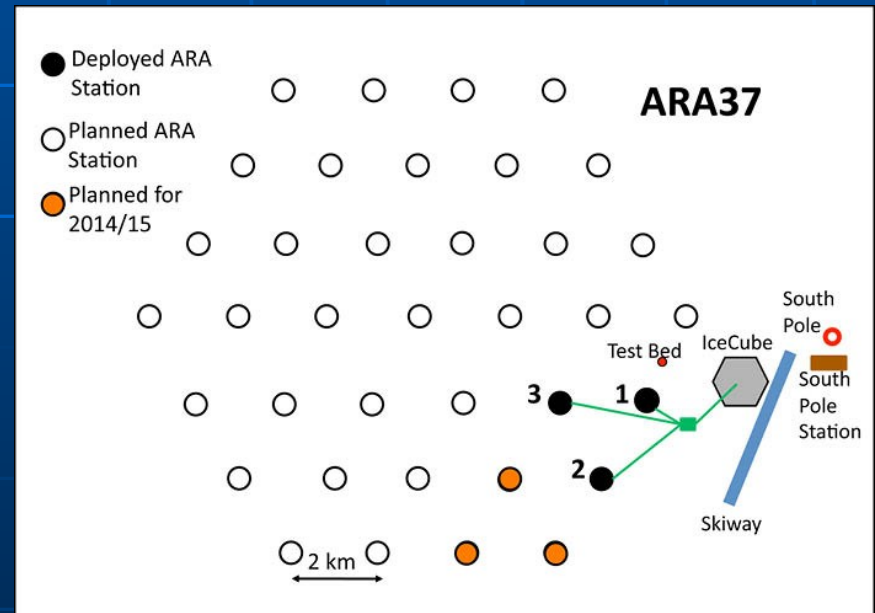 Deployed ARA
Station
Planned ARA
Station
Planned for
2014/15
ARA37
South
Pole
Test Bed
IceCube
South
Pole
Station
3
1
2
Skiway
2 km